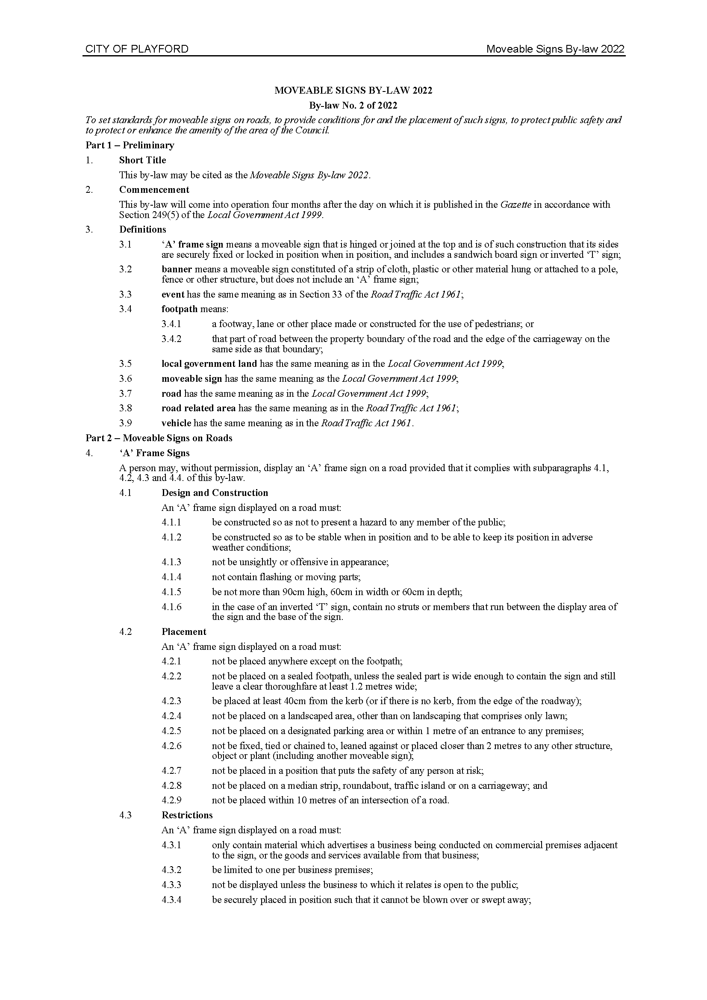 CITY OF PLAYFORD Moveable Signs By-law 2022
MOVEABLE SIGNS BY-LAW 2022
By-law No. 2 of 2022
To set standards for moveable signs on roads, to provide conditions for and the placement of such signs, to protect public safety and
to protect or enhance the amenity of the area of the Council.
Part 1 – Preliminary
1. Short Title
This by-law may be cited as the Moveable Signs By-law 2022.
2. Commencement
This by-law will come into operation four months after the day on which it is published in the Gazette in accordance with
Section 249(5) of the Local Government Act 1999.
3. Definitions
3.1 ‘A’ frame sign means a moveable sign that is hinged or joined at the top and is of such construction that its sides
are securely fixed or locked in position when in position, and includes a sandwich board sign or inverted ‘T’ sign;
3.2 banner means a moveable sign constituted of a strip of cloth, plastic or other material hung or attached to a pole,
fence or other structure, but does not include an ‘A’ frame sign;
3.3 event has the same meaning as in Section 33 of the Road Traffic Act 1961;
3.4 footpath means:
3.4.1 a footway, lane or other place made or constructed for the use of pedestrians; or
3.4.2 that part of road between the property boundary of the road and the edge of the carriageway on the
same side as that boundary;
3.5 local government land has the same meaning as in the Local Government Act 1999;
3.6 moveable sign has the same meaning as the Local Government Act 1999;
3.7 road has the same meaning as in the Local Government Act 1999;
3.8 road related area has the same meaning as in the Road Traffic Act 1961;
3.9 vehicle has the same meaning as in the Road Traffic Act 1961.
Part 2 – Moveable Signs on Roads
4. ‘A’ Frame Signs
A person may, without permission, display an ‘A’ frame sign on a road provided that it complies with subparagraphs 4.1,
4.2, 4.3 and 4.4. of this by-law.
4.1 Design and Construction
An ‘A’ frame sign displayed on a road must:
4.1.1 be constructed so as not to present a hazard to any member of the public;
4.1.2 be constructed so as to be stable when in position and to be able to keep its position in adverse
weather conditions;
4.1.3 not be unsightly or offensive in appearance;
4.1.4 not contain flashing or moving parts;
4.1.5 be not more than 90cm high, 60cm in width or 60cm in depth;
4.1.6 in the case of an inverted ‘T’ sign, contain no struts or members that run between the display area of
the sign and the base of the sign.
4.2 Placement
An ‘A’ frame sign displayed on a road must:
4.2.1 not be placed anywhere except on the footpath;
4.2.2 not be placed on a sealed footpath, unless the sealed part is wide enough to contain the sign and still
leave a clear thoroughfare at least 1.2 metres wide;
4.2.3 be placed at least 40cm from the kerb (or if there is no kerb, from the edge of the roadway);
4.2.4 not be placed on a landscaped area, other than on landscaping that comprises only lawn;
4.2.5 not be placed on a designated parking area or within 1 metre of an entrance to any premises;
4.2.6 not be fixed, tied or chained to, leaned against or placed closer than 2 metres to any other structure,
object or plant (including another moveable sign);
4.2.7 not be placed in a position that puts the safety of any person at risk;
4.2.8 not be placed on a median strip, roundabout, traffic island or on a carriageway; and
4.2.9 not be placed within 10 metres of an intersection of a road.
4.3 Restrictions
An ‘A’ frame sign displayed on a road must:
4.3.1 only contain material which advertises a business being conducted on commercial premises adjacent
to the sign, or the goods and services available from that business;
4.3.2 be limited to one per business premises;
4.3.3 not be displayed unless the business to which it relates is open to the public;
4.3.4 be securely placed in position such that it cannot be blown over or swept away;